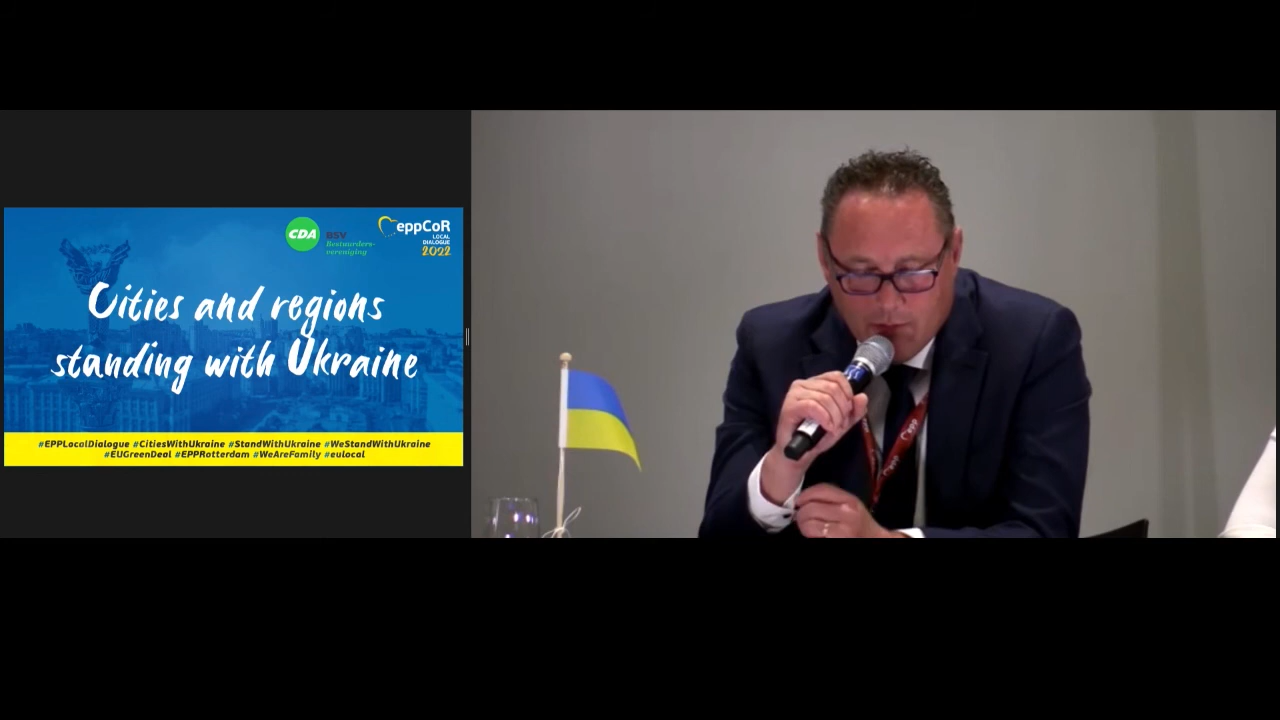 CDA
BSV
Bestuurders-
vereniging
eppCoR
LOCAL
DIALOGUE
2022
Cities and regions
standing with Ukraine
#EPPLocalDialogue #CitiesWithUkraine #StandWithUkraine #WeStandWithUkraine
#EUGreenDeal #EPPRotterdam #WeAreFamily #eulocal
epp